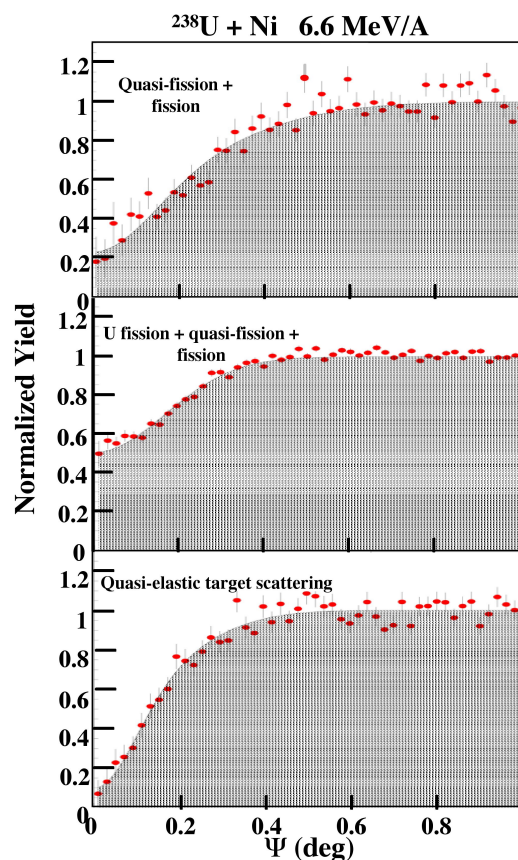 ²³⁸U + Ni 6.6 MeV/A
Normalized Yield
1.2
1
0.8
0.6
0.4
0.2
0
Quasi-fission +
fission
1.2
1
0.8
0.6
0.4
0.2
0
U fission + quasi-fission +
fission
1.2
1
0.8
0.6
0.4
0.2
0
Quasi-elastic target scattering
0 0.2 0.4 0.6 0.8
Ψ (deg)